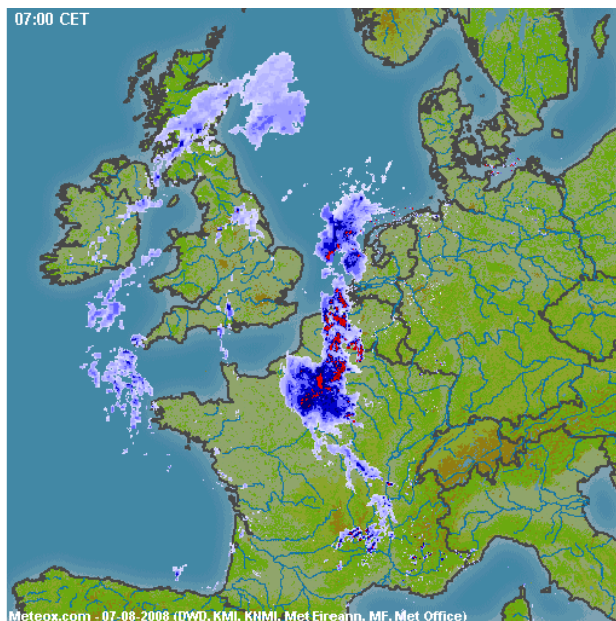 07:00 CET
Meteox.com - 07-08-2008 (DWD, KMI, KNMI, Met Eireann, MF, Met Office)